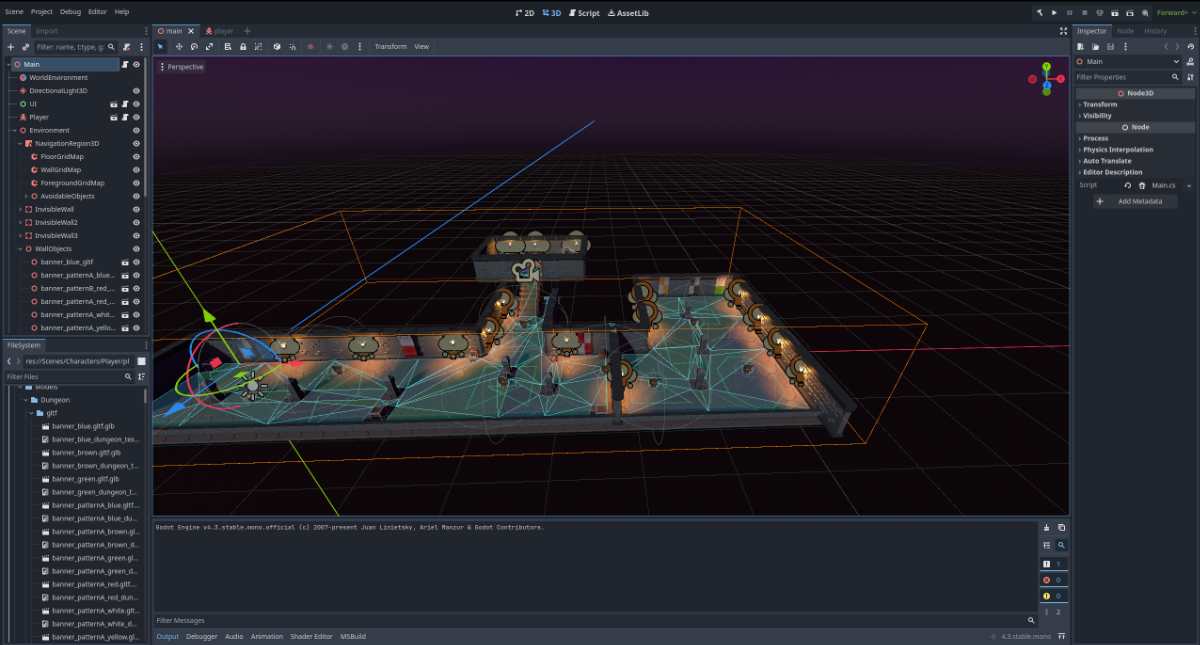 Scene Project Debug Editor Help
2D 3D Script AssetLib
Forward+
Scene Import
main player
Inspector Node History
Filter: name, t:type, g:
Transform View
Main
Main
WorldEnvironment
DirectionalLight3D
UI
Player
Environment
NavigationRegion3D
FloorGridMap
WallGridMap
ForegroundGridMap
AvoidableObjects
InvisibleWall
InvisibleWall2
InvisibleWall3
WallObjects
banner_blue_gltf
banner_patternA_blue...
banner_patternB_red_...
banner_patternA_red_...
banner_patternA_whit...
banner_patternA_yello...
Perspective
Y
X
Z
Filter Properties
Node3D
Transform
Visibility
Node
Process
Physics Interpolation
Auto Translate
Editor Description
Script Main.cs
Add Metadata
FileSystem
res://Scenes/Characters/Player/pl
Filter Files
Models
Dungeon
gltf
banner_blue.gltf.glb
banner_blue_dungeon_tex...
banner_brown.gltf.glb
banner_brown_dungeon_t...
banner_green.gltf.glb
banner_green_dungeon_t...
banner_patternA_blue.gltf...
banner_patternA_blue_du...
banner_patternA_brown.gl...
banner_patternA_brown_d...
banner_patternA_green.gl...
banner_patternA_green_d...
banner_patternA_red.gltf....
banner_patternA_red_dun...
banner_patternA_white.glt...
banner_patternA_white_d...
banner_patternA_yellow.gl...
Godot Engine v4.3.stable.mono.official (c) 2007-present Juan Linietsky, Ariel Manzur & Godot Contributors.
1
0
0
2
Filter Messages
Output Debugger Audio Animation Shader Editor MSBuild
4.3.stable.mono